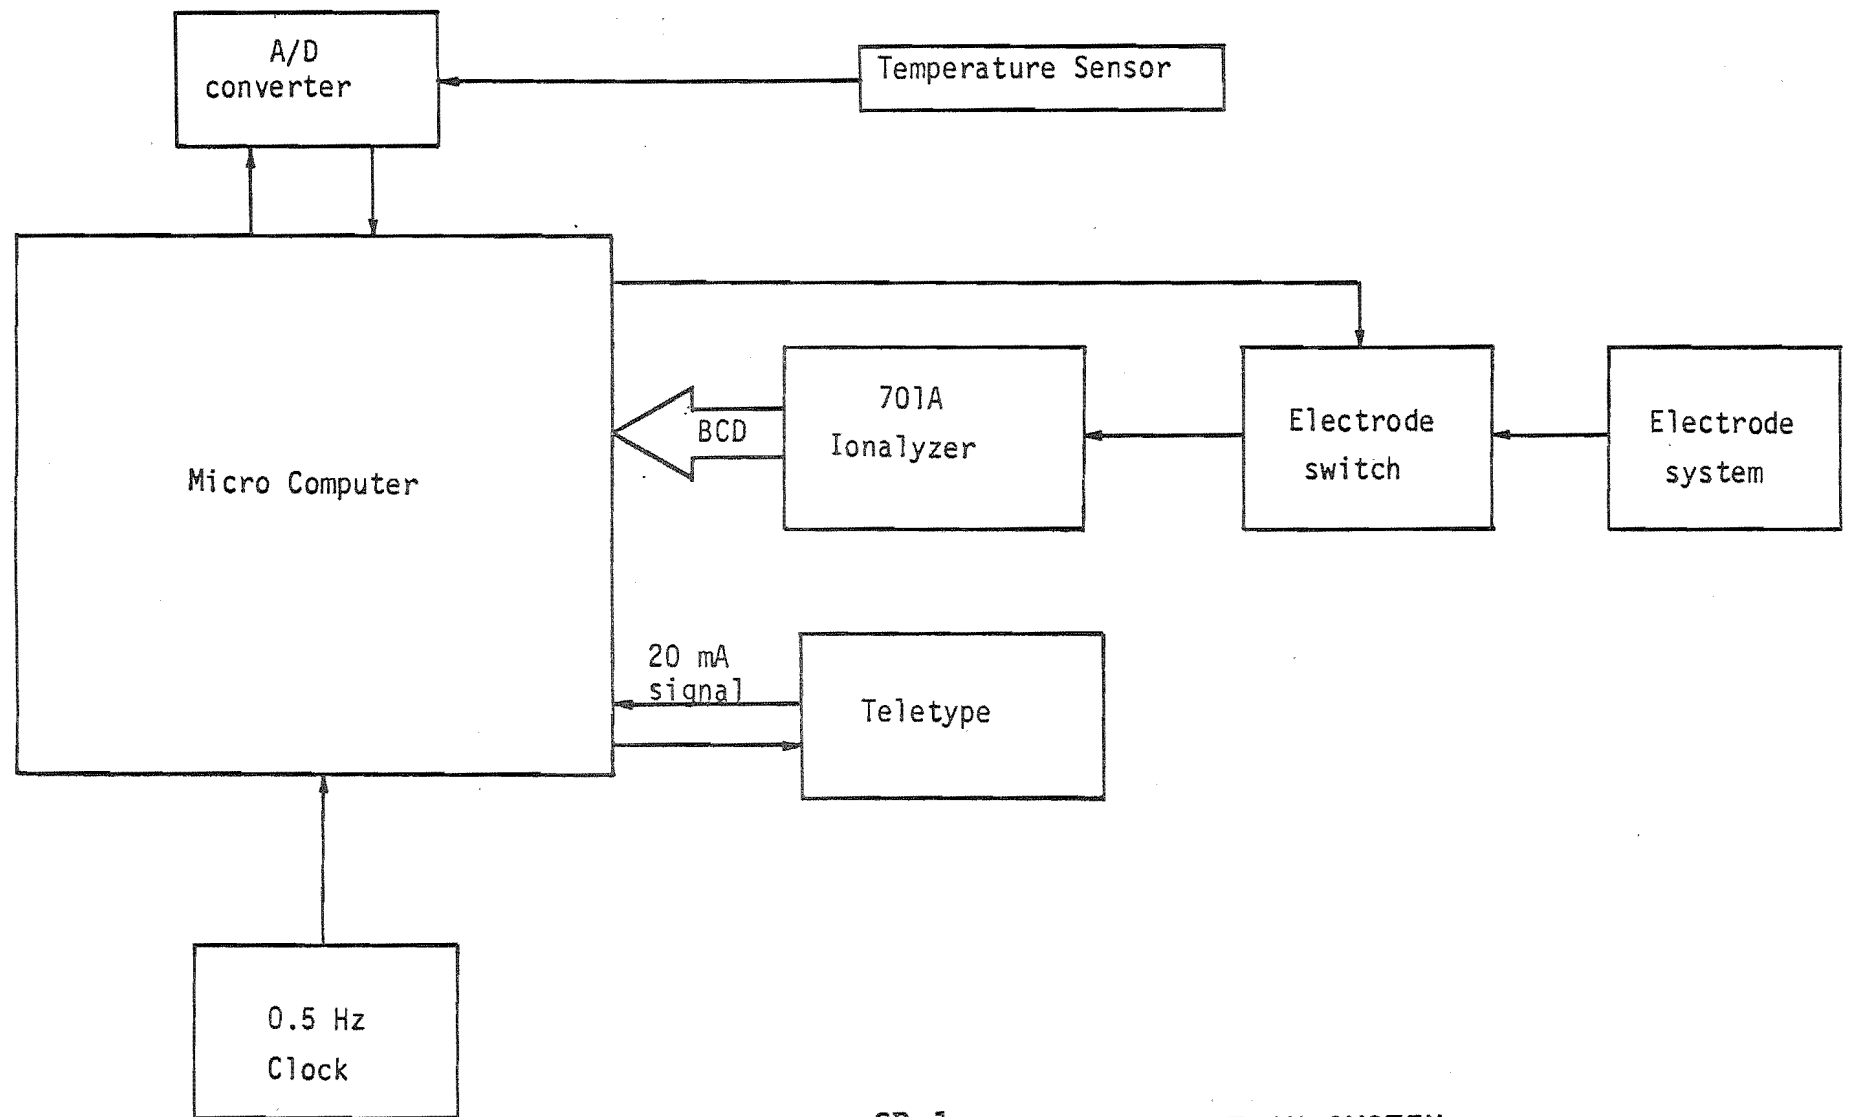 A/D
converter
Temperature Sensor
701A
Ionalyzer
BCD
Electrode
switch
Electrode
system
Micro Computer
20 mA
signal
Teletype
0.5 Hz
Clock